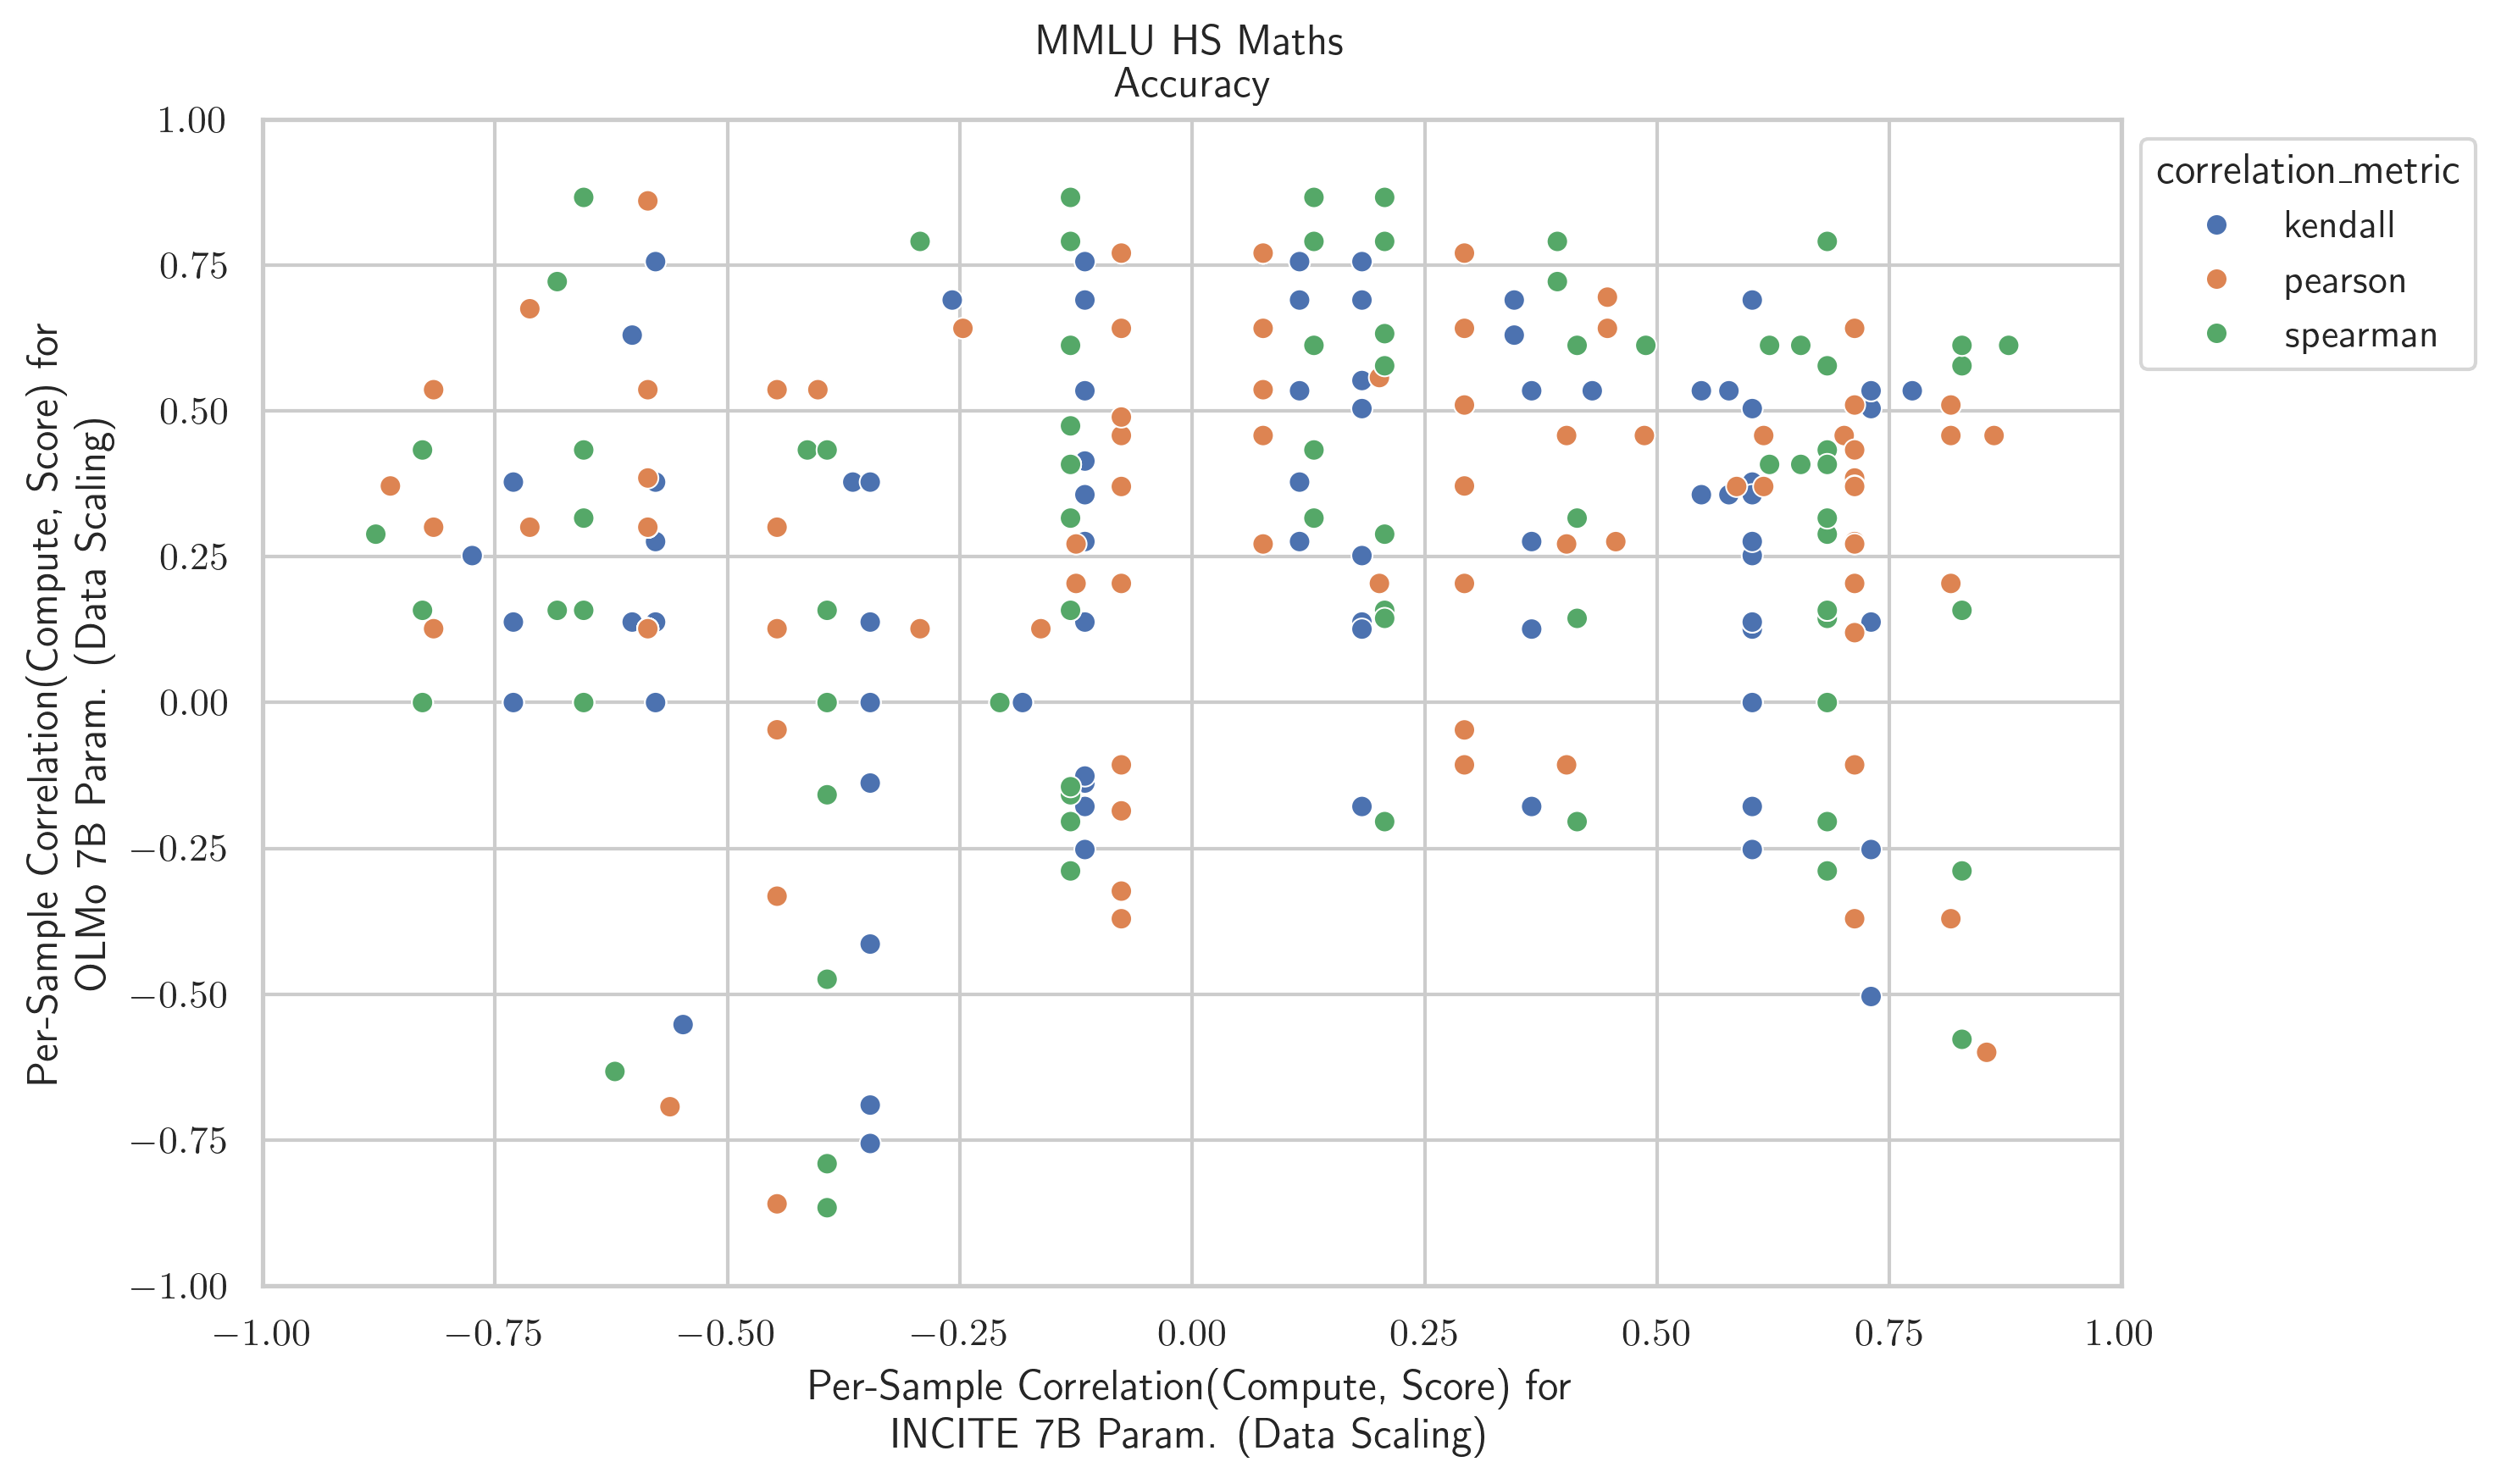 MMLU HS Maths
Accuracy
Per-Sample Correlation(Compute, Score) for
OLMo 7B Param. (Data Scaling)
1.00
0.75
0.50
0.25
0.00
−0.25
−0.50
−0.75
−1.00
−1.00
−0.75
−0.50
−0.25
0.00
0.25
0.50
0.75
1.00
Per-Sample Correlation(Compute, Score) for
INCITE 7B Param. (Data Scaling)
correlation_metric
kendall
pearson
spearman